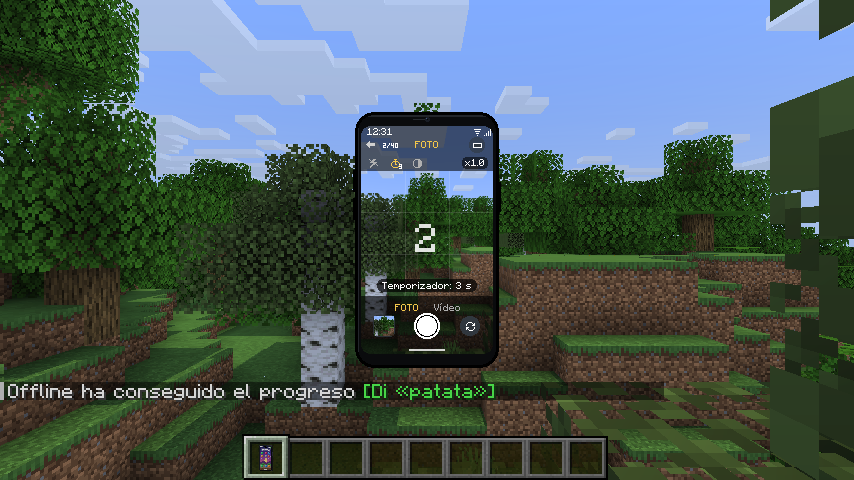 12:31
2/40 FOTO
3
x1.0
2
Temporizador: 3 s
FOTO Vídeo
Offline ha conseguido el progreso [Di «patata»]